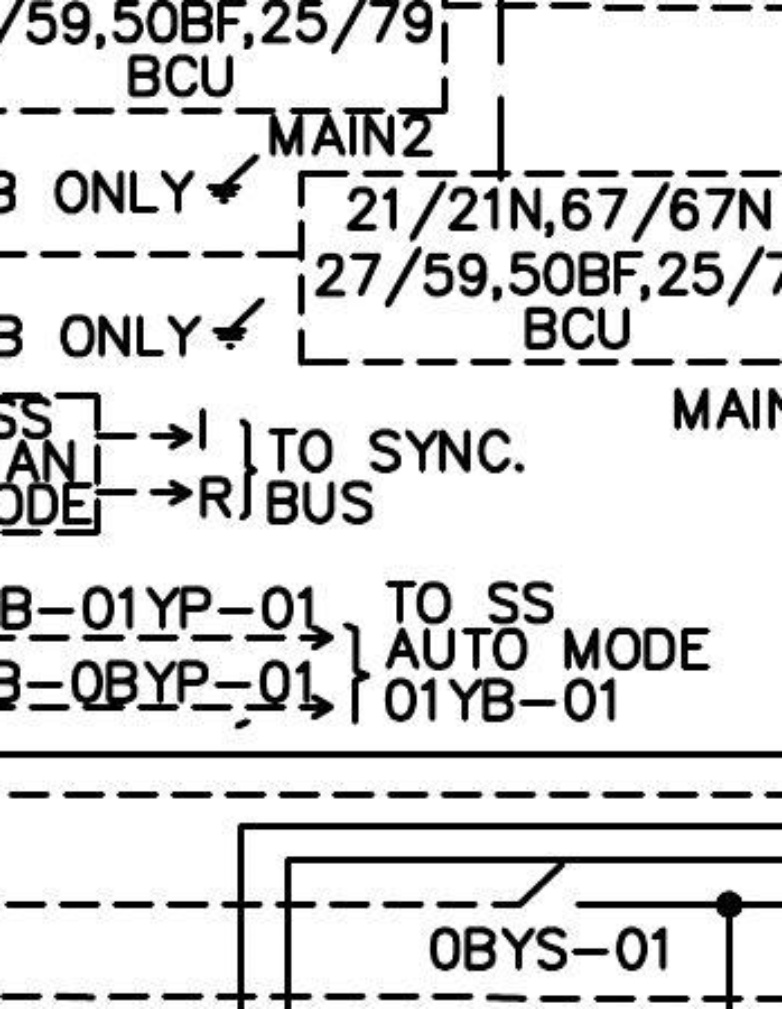 /59,50BF,25/79
BCU
MAIN2
B ONLY
21/21N,67/67N
27/59,50BF,25/7
BCU
B ONLY
MAIN
SS
AN
ODE
I
R
TO SYNC.
BUS
B-01YP-01
B-0BYP-01
TO SS
AUTO MODE
01YB-01
0BYS-01